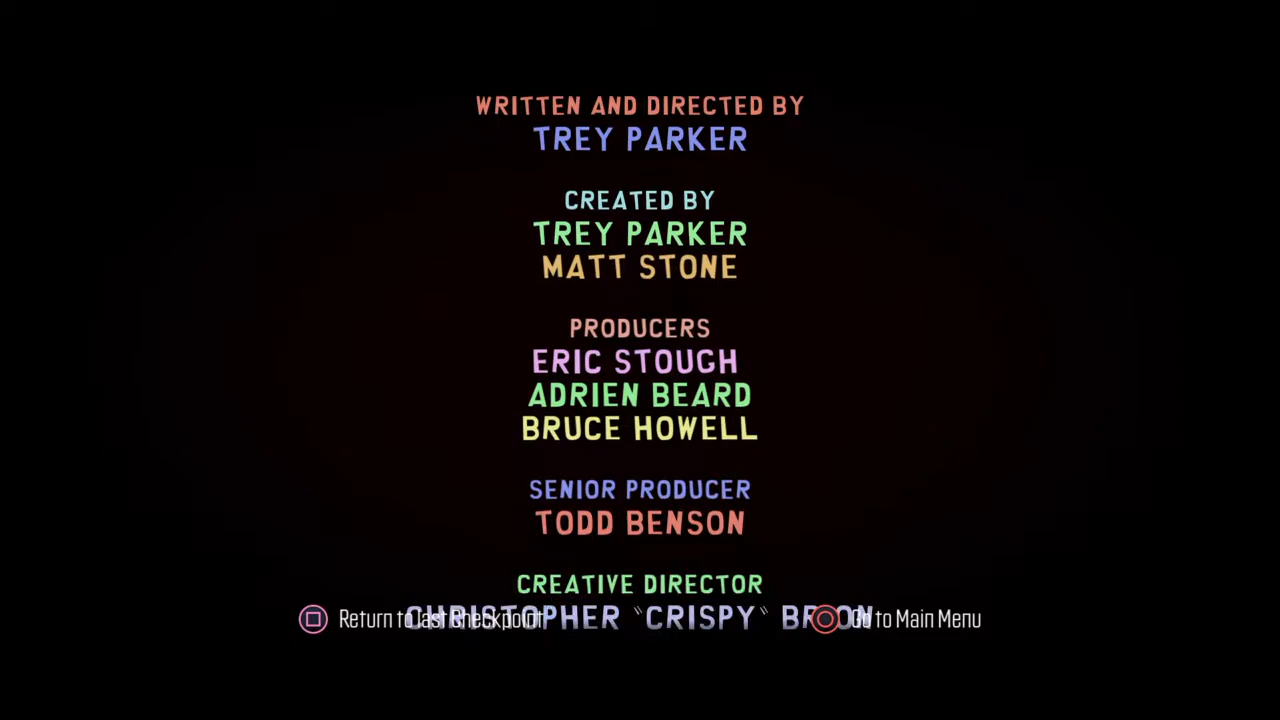 WRITTEN AND DIRECTED BY
TREY PARKER
CREATED BY
TREY PARKER
MATT STONE
PRODUCERS
ERIC STOUGH
ADRIEN BEARD
BRUCE HOWELL
SENIOR PRODUCER
TODD BENSON
CREATIVE DIRECTOR
CHRISTOPHER "CRISPY"
Return to Last Checkpoint
Go to Main Menu